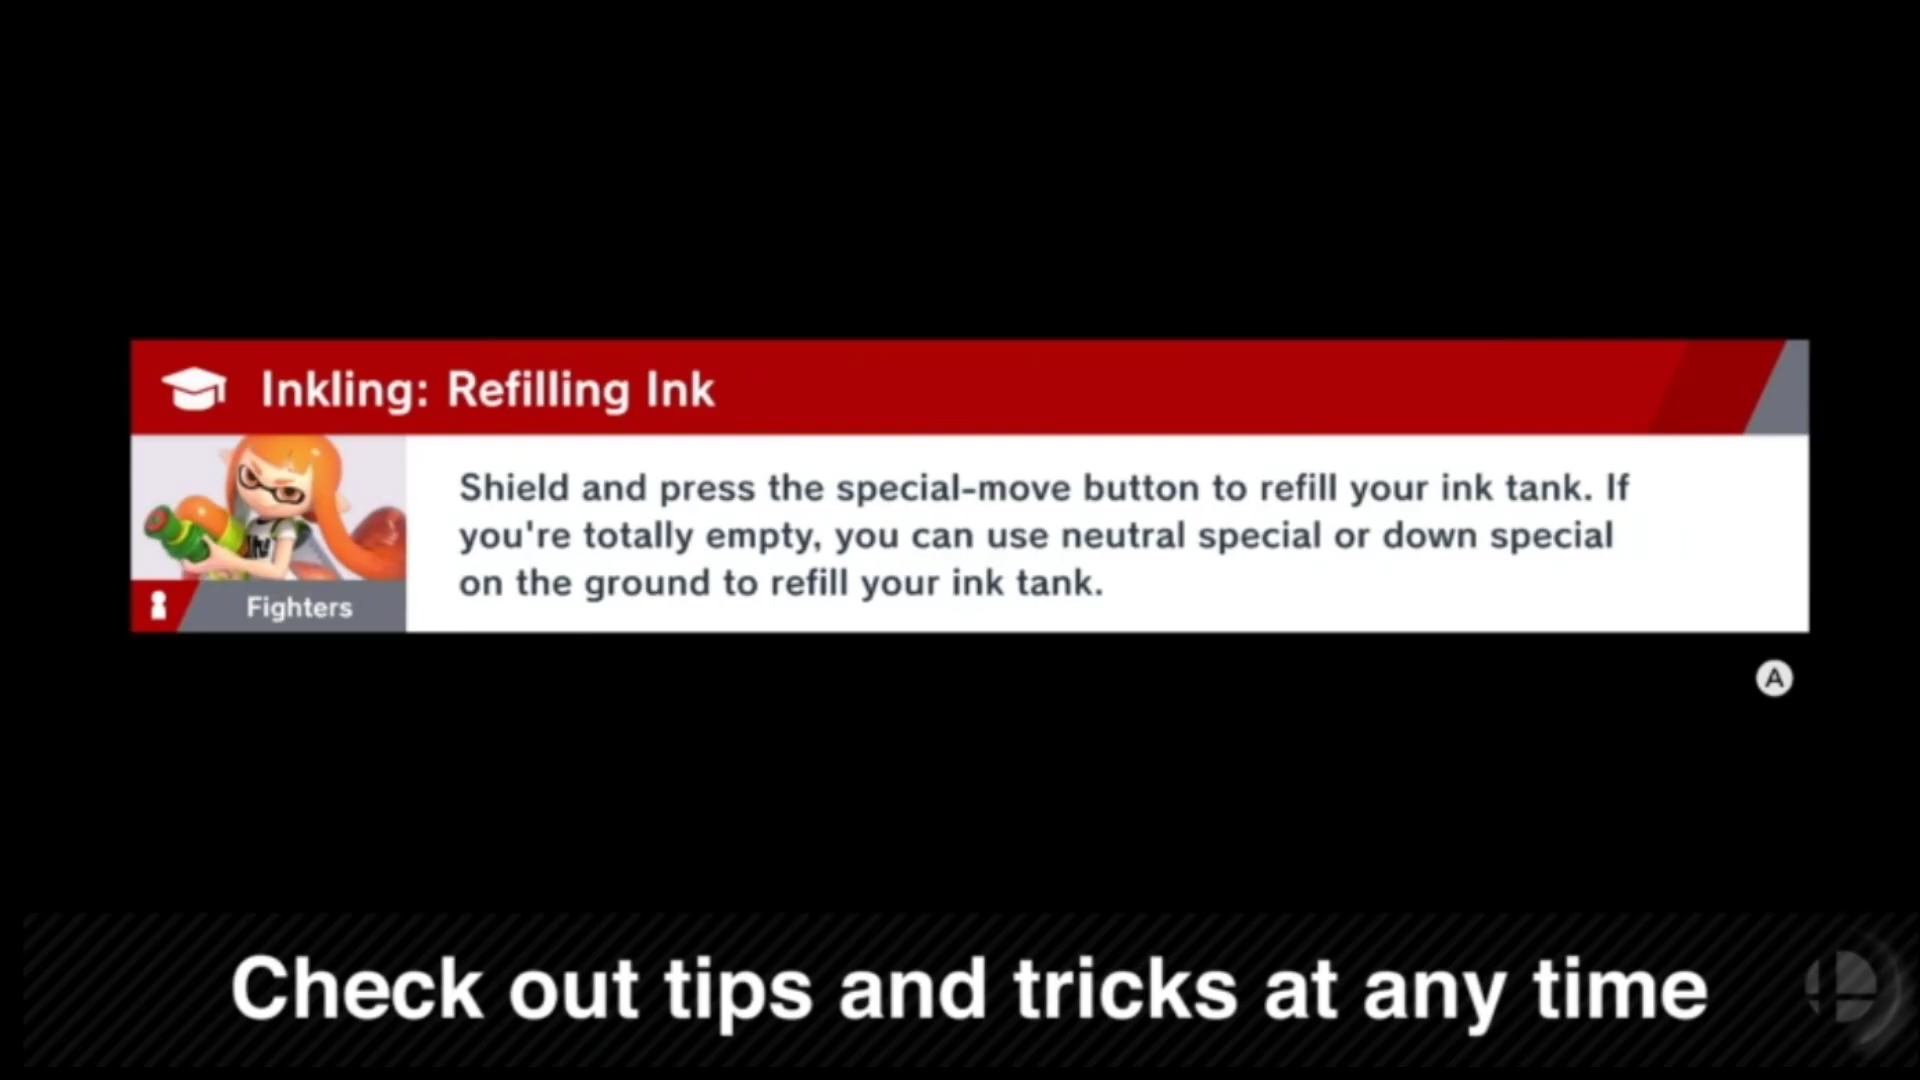 Inkling: Refilling Ink
Shield and press the special-move button to refill your ink tank. If
you're totally empty, you can use neutral special or down special
on the ground to refill your ink tank.
Fighters
A
Check out tips and tricks at any time